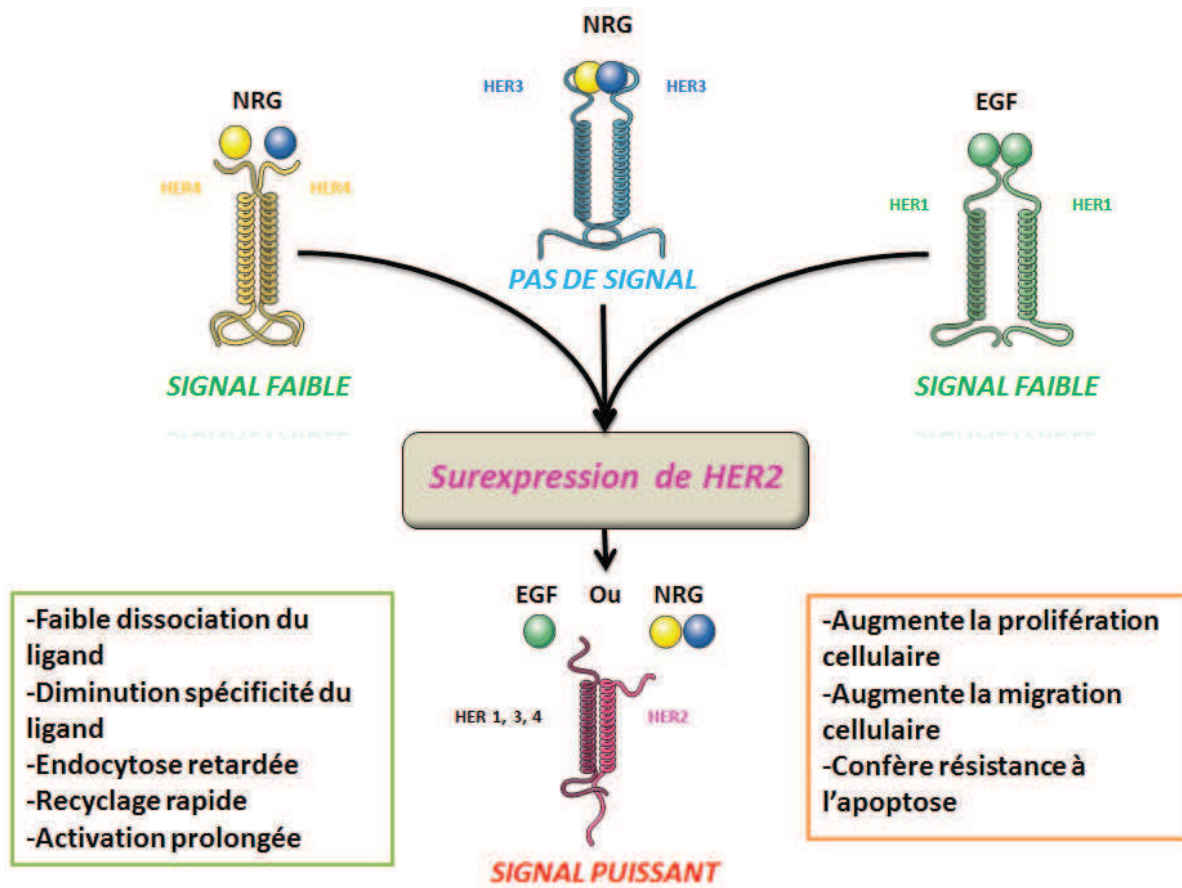 NRG
HER3 HER3
NRG
EGF
HER4 HER4
HER1 HER1
PAS DE SIGNAL
SIGNAL FAIBLE
SIGNAL FAIBLE
Surexpression de HER2
EGF Ou NRG
HER 1, 3, 4 HER2
SIGNAL PUISSANT
-Faible dissociation du
ligand
-Diminution spécificité du
ligand
-Endocytose retardée
-Recyclage rapide
-Activation prolongée
-Augmente la prolifération
cellulaire
-Augmente la migration
cellulaire
-Confère résistance à
l'apoptose